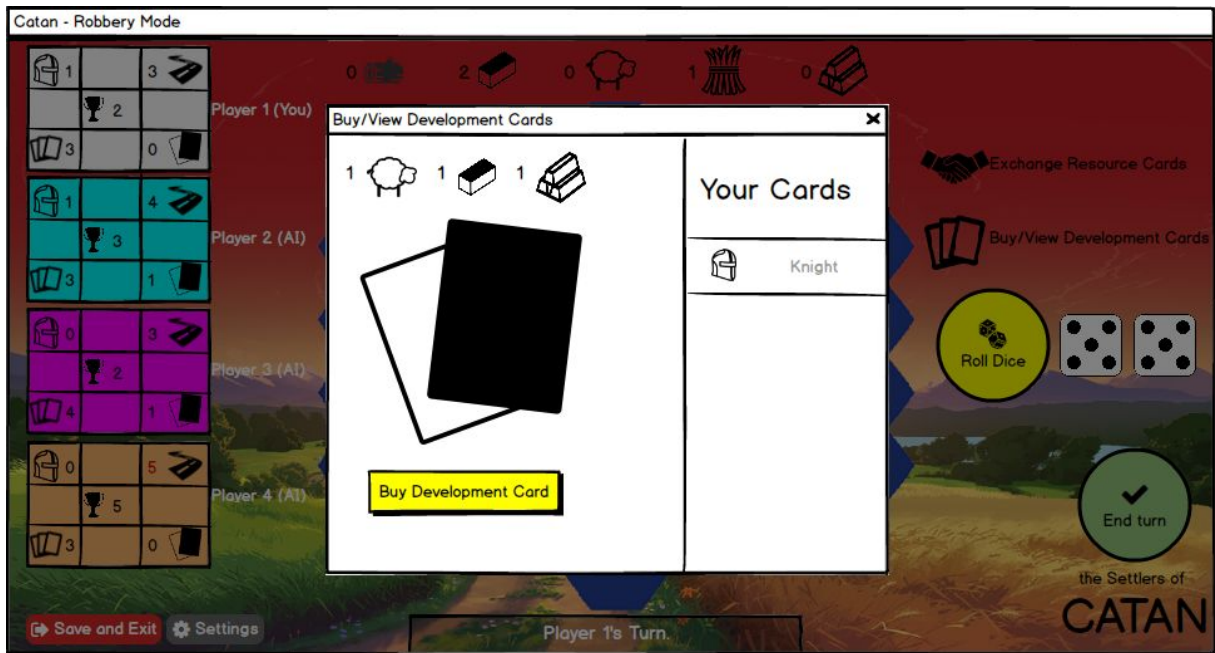 Catan - Robbery Mode
1 3
2
3 0
Player 1 (You)
1 4
3
3 1
Player 2 (AI)
0 3
2
4 1
Player 3 (AI)
0 5
5
3 0
Player 4 (AI)
0 2 0 1 0
Buy/View Development Cards
1 1 1
Buy Development Card
Your Cards
Knight
Exchange Resource Cards
Buy/View Development Cards
Roll Dice
End turn
the Settlers of
CATAN
Save and Exit
Settings
Player 1's Turn.